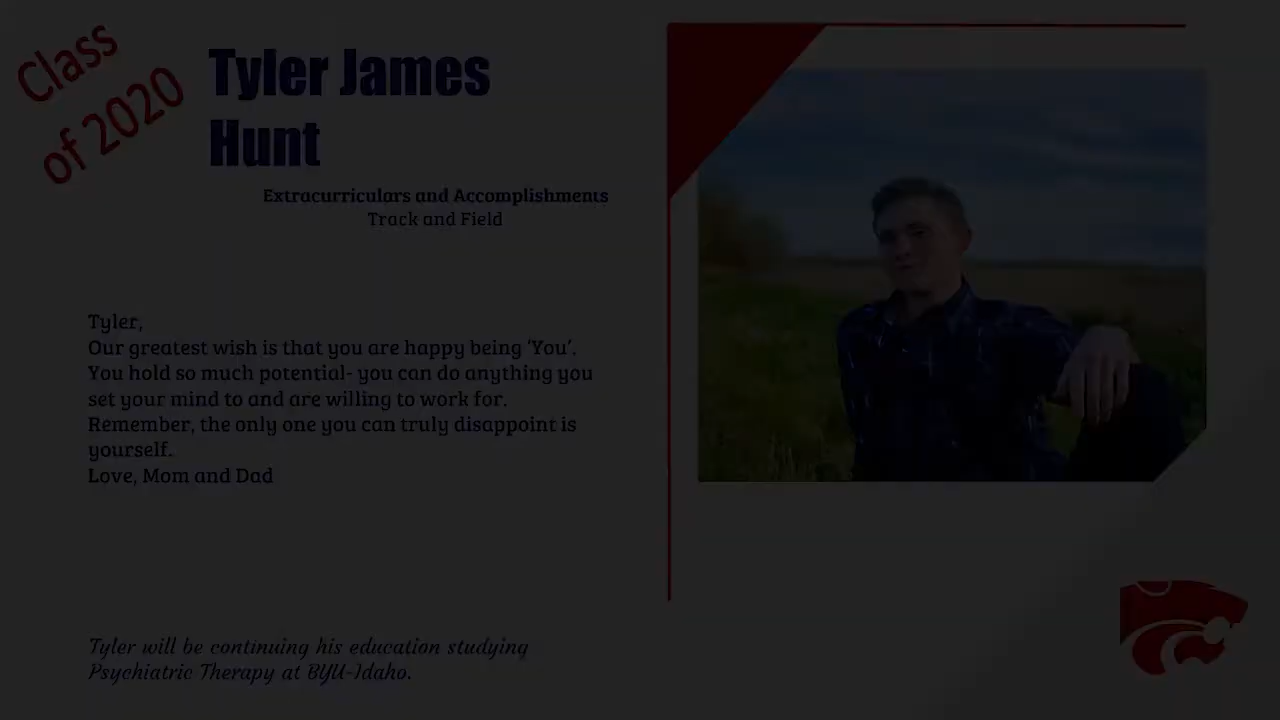 Class
of 2020
Tyler James
Hunt
Extracurriculars and Accomplishments
Track and Field
Tyler,
Our greatest wish is that you are happy being ‘You’.
You hold so much potential- you can do anything you
set your mind to and are willing to work for.
Remember, the only one you can truly disappoint is
yourself.
Love, Mom and Dad
Tyler will be continuing his education studying
Psychiatric Therapy at BYU-Idaho.